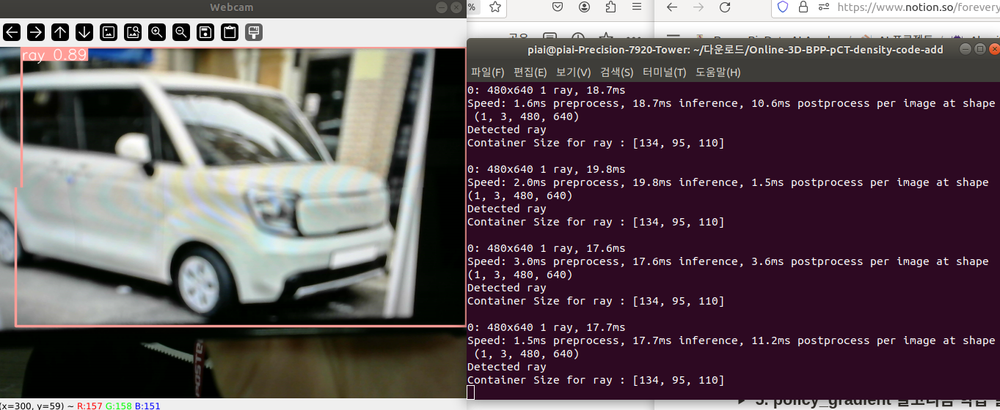 Webcam
ray 0.89
(x=300, y=59) ~ R:157 G:158 B:151
%
https://www.notion.so/forevery
piai@piai-Precision-7920-Tower: ~/다운로드/Online-3D-BPP-pCT-density-code-add
파일(F) 편집(E) 보기(V) 검색(S) 터미널(T) 도움말(H)
0: 480x640 1 ray, 18.7ms
Speed: 1.6ms preprocess, 18.7ms inference, 10.6ms postprocess per image at shape
(1, 3, 480, 640)
Detected ray
Container Size for ray : [134, 95, 110]
0: 480x640 1 ray, 19.8ms
Speed: 2.0ms preprocess, 19.8ms inference, 1.5ms postprocess per image at shape
(1, 3, 480, 640)
Detected ray
Container Size for ray : [134, 95, 110]
0: 480x640 1 ray, 17.6ms
Speed: 3.0ms preprocess, 17.6ms inference, 3.6ms postprocess per image at shape
(1, 3, 480, 640)
Detected ray
Container Size for ray : [134, 95, 110]
0: 480x640 1 ray, 17.7ms
Speed: 1.5ms preprocess, 17.7ms inference, 11.2ms postprocess per image at shape
(1, 3, 480, 640)
Detected ray
Container Size for ray : [134, 95, 110]